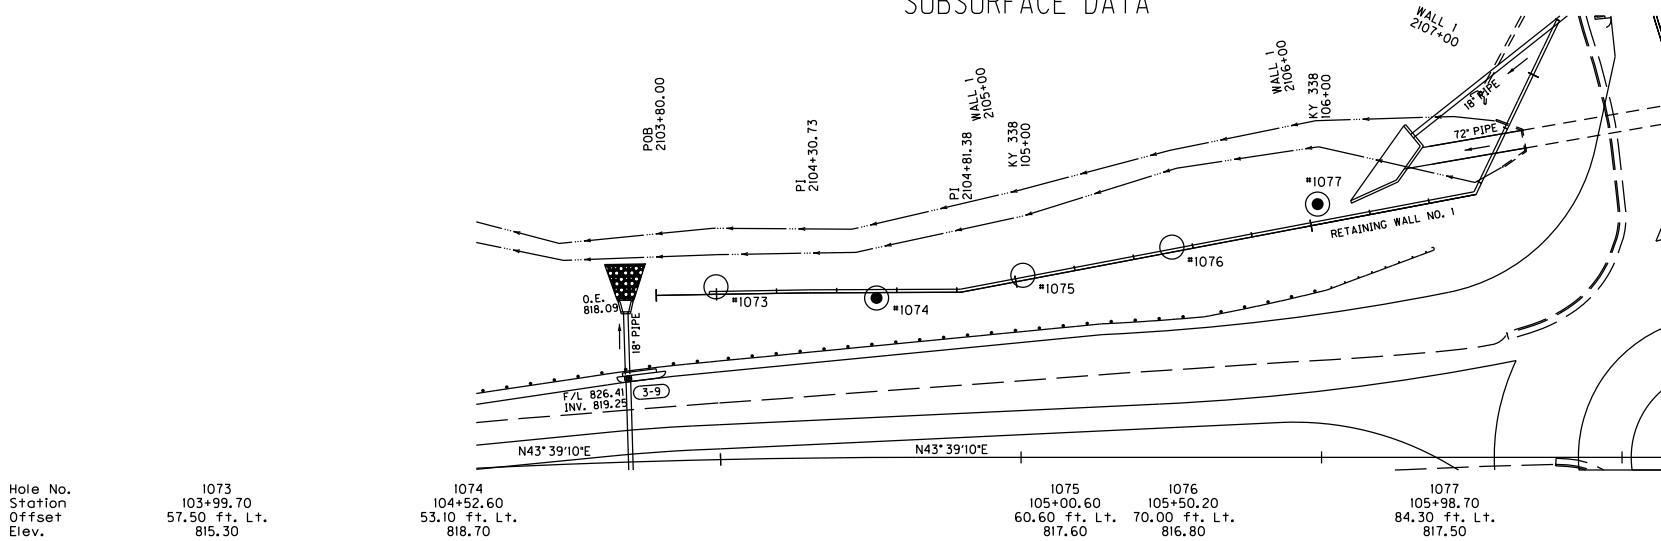 SUBSURFACE DATA
WALL 1
2107+00
WALL 1
2106+00
KY 338
106+00
WALL 1
2105+00
KY 338
105+00
POB
2103+80.00
PI
2104+30.73
PI
2104+81.38
18" PIPE
72" PIPE
#1077
RETAINING WALL NO. 1
#1076
#1075
#1074
#1073
O.E.
818.09
18" PIPE
F/L 826.41
INV. 819.25
3-9
N43°39'10"E
N43°39'10"E
Hole No. 1073 1074 1075 1076 1077
Station 103+99.70 104+52.60 105+00.60 105+50.20 105+98.70
Offset 57.50 ft. Lt. 53.10 ft. Lt. 60.60 ft. Lt. 70.00 ft. Lt. 84.30 ft. Lt.
Elev. 815.30 818.70 817.60 816.80 817.50